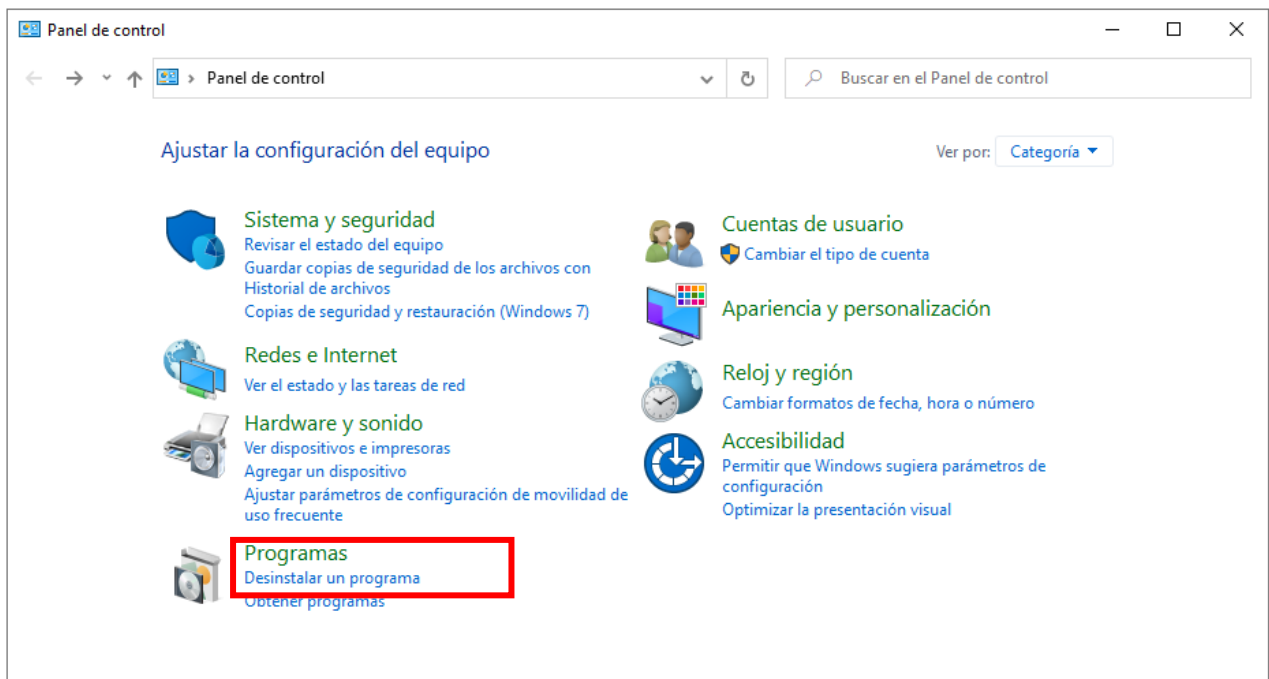 Panel de control
Panel de control
Buscar en el Panel de control
Ajustar la configuración del equipo
Ver por: Categoría
Sistema y seguridad
Revisar el estado del equipo
Guardar copias de seguridad de los archivos con
Historial de archivos
Copias de seguridad y restauración (Windows 7)
Redes e Internet
Ver el estado y las tareas de red
Hardware y sonido
Ver dispositivos e impresoras
Agregar un dispositivo
Ajustar parámetros de configuración de movilidad de
uso frecuente
Programas
Desinstalar un programa
Obtener programas
Cuentas de usuario
Cambiar el tipo de cuenta
Apariencia y personalización
Reloj y región
Cambiar formatos de fecha, hora o número
Accesibilidad
Permitir que Windows sugiera parámetros de
configuración
Optimizar la presentación visual